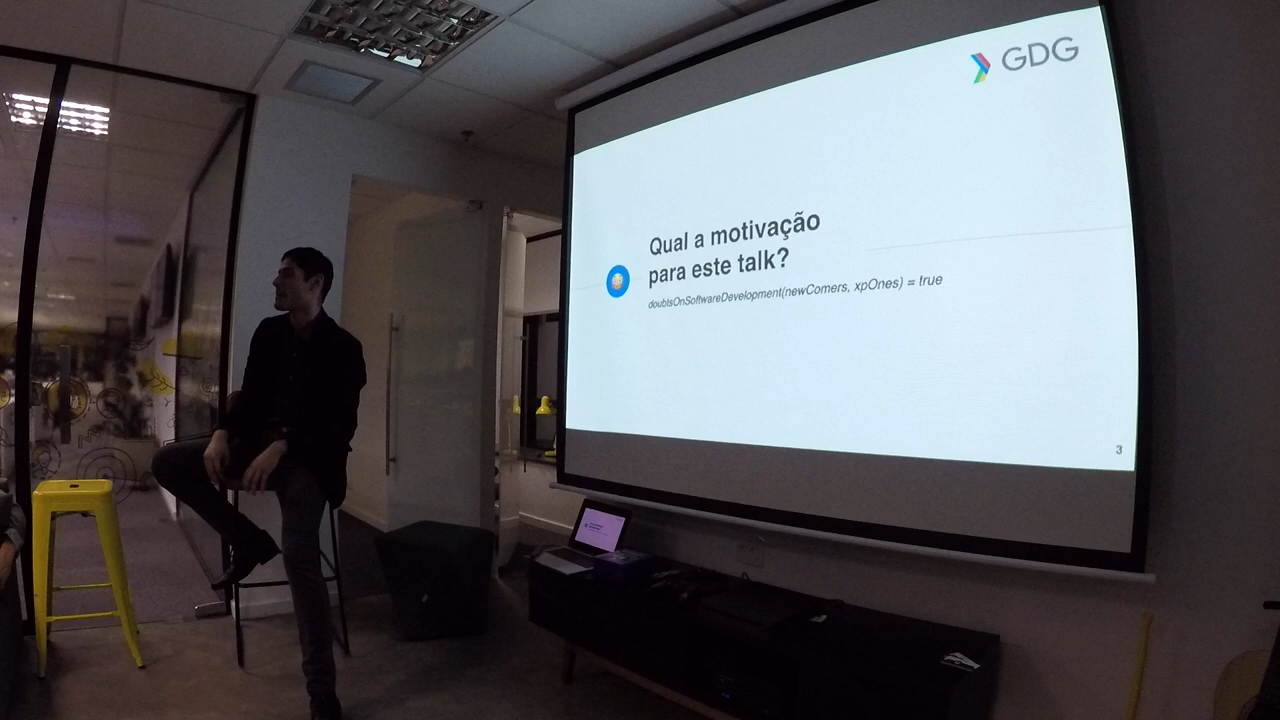 GDG
Qual a motivação
para este talk?
doubtsOnSoftwareDevelopment(newComers, xpOnes) = true
3